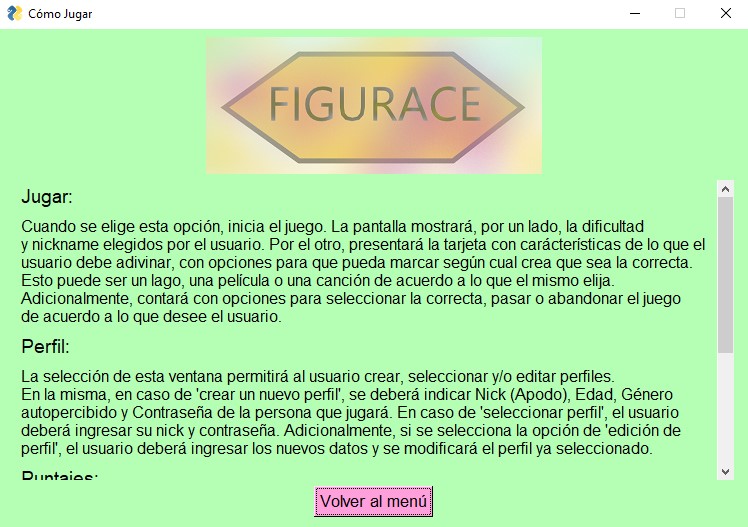 Cómo Jugar
FIGURACE
Jugar:
Cuando se elige esta opción, inicia el juego. La pantalla mostrará, por un lado, la dificultad
y nickname elegidos por el usuario. Por el otro, presentará la tarjeta con carácterísticas de lo que el
usuario debe adivinar, con opciones para que pueda marcar según cual crea que sea la correcta.
Esto puede ser un lago, una película o una canción de acuerdo a lo que el mismo elija.
Adicionalmente, contará con opciones para seleccionar la correcta, pasar o abandonar el juego
de acuerdo a lo que desee el usuario.
Perfil:
La selección de esta ventana permitirá al usuario crear, seleccionar y/o editar perfiles.
En la misma, en caso de 'crear un nuevo perfil', se deberá indicar Nick (Apodo), Edad, Género
autopercibido y Contraseña de la persona que jugará. En caso de 'seleccionar perfil', el usuario
deberá ingresar su nick y contraseña. Adicionalmente, si se selecciona la opción de 'edición de
perfil', el usuario deberá ingresar los nuevos datos y se modificará el perfil ya seleccionado.
Puntajes:
Volver al menú